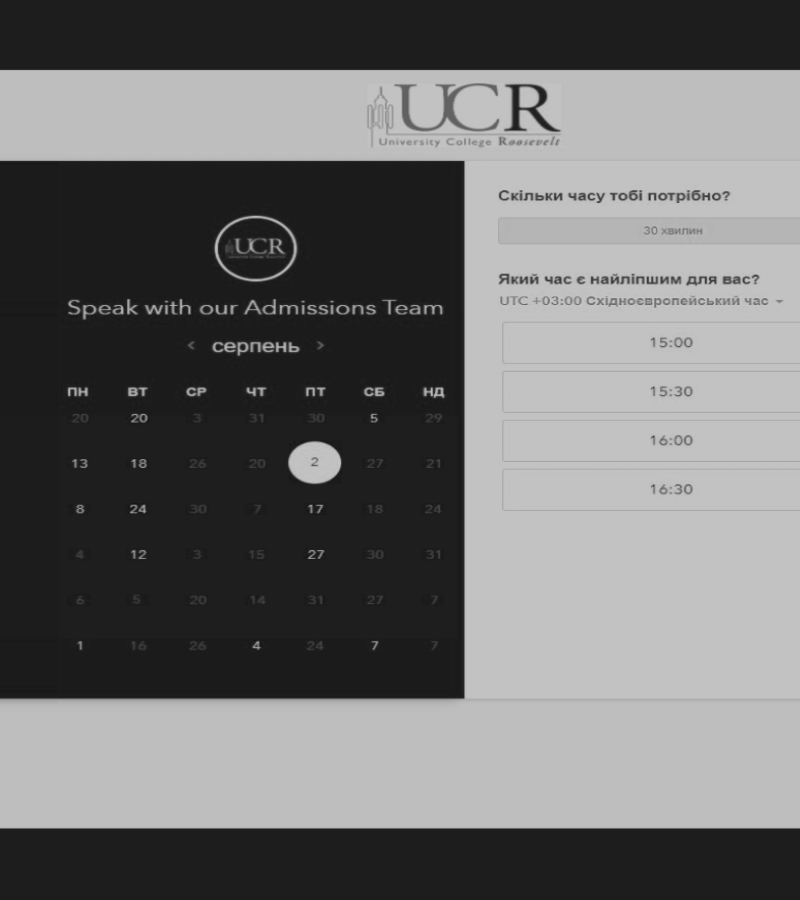 UCR
University College Roosevelt
UCR
Speak with our Admissions Team
< серпень >
ПН ВТ СР ЧТ ПТ СБ НД
20 20 3 31 30 5 29
13 18 26 20 2 27 21
8 24 30 7 17 18 24
4 12 3 15 27 30 31
6 5 20 14 31 27 7
1 16 26 4 24 7 7
Скільки часу тобі потрібно?
30 хвилин
Який час є найліпшим для вас?
UTC +03:00 Східноєвропейський час
15:00
15:30
16:00
16:30